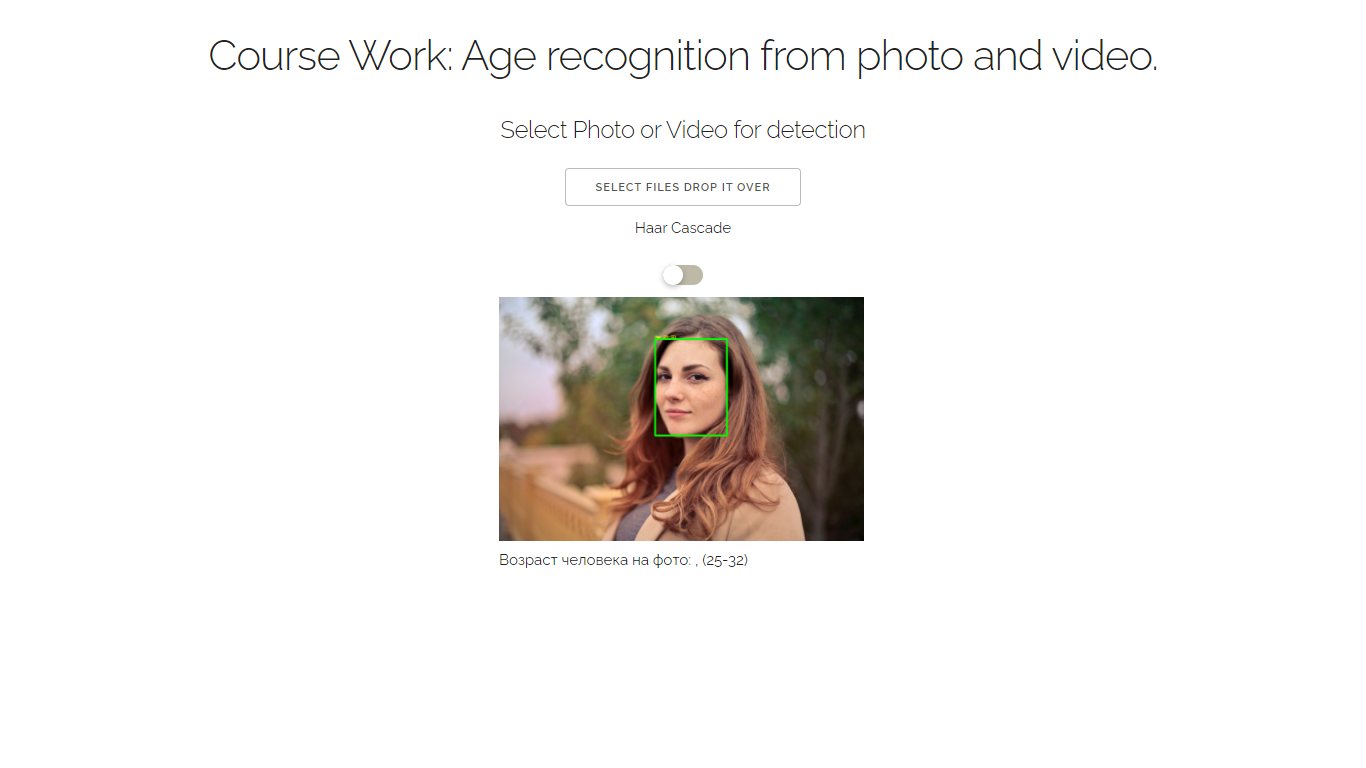 Course Work: Age recognition from photo and video.
Select Photo or Video for detection
SELECT FILES DROP IT OVER
Haar Cascade
Возраст человека на фото: , (25-32)